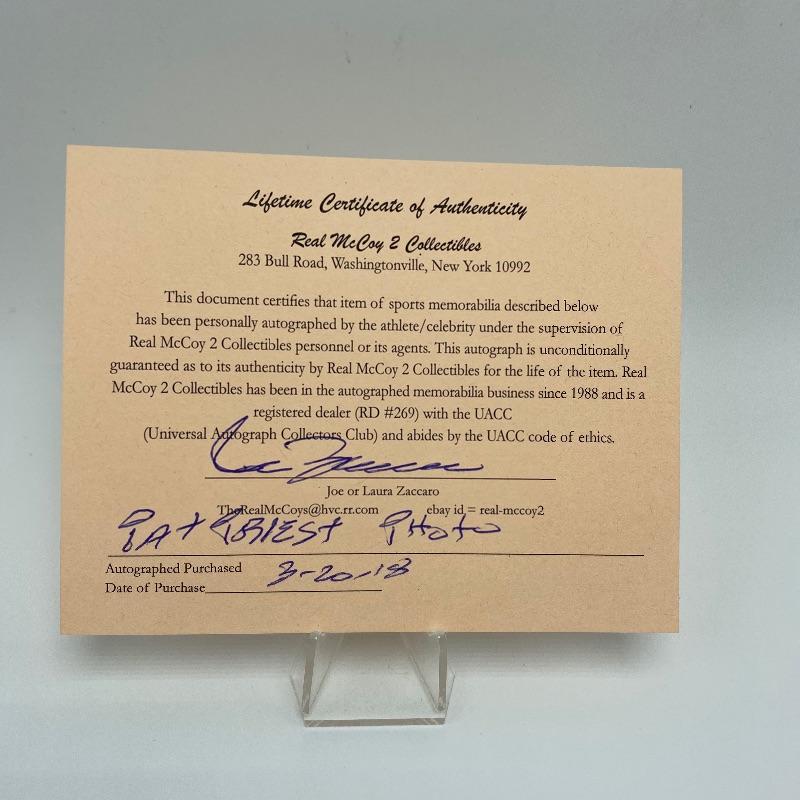 Lifetime Certificate of Authenticity
Real McCoy 2 Collectibles
283 Bull Road, Washingtonville, New York 10992
This document certifies that item of sports memorabilia described below
has been personally autographed by the athlete/celebrity under the supervision of
Real McCoy 2 Collectibles personnel or its agents. This autograph is unconditionally
guaranteed as to its authenticity by Real McCoy 2 Collectibles for the life of the item. Real
McCoy 2 Collectibles has been in the autographed memorabilia business since 1988 and is a
registered dealer (RD #269) with the UACC
(Universal Autograph Collectors Club) and abides by the UACC code of ethics.
Joe or Laura Zaccaro
TheRealMcCoys@hvc.rr.com ebay id = real-mccoy2
PAT PRIEST PHOTO
Autographed Purchased
Date of Purchase 3-20-18